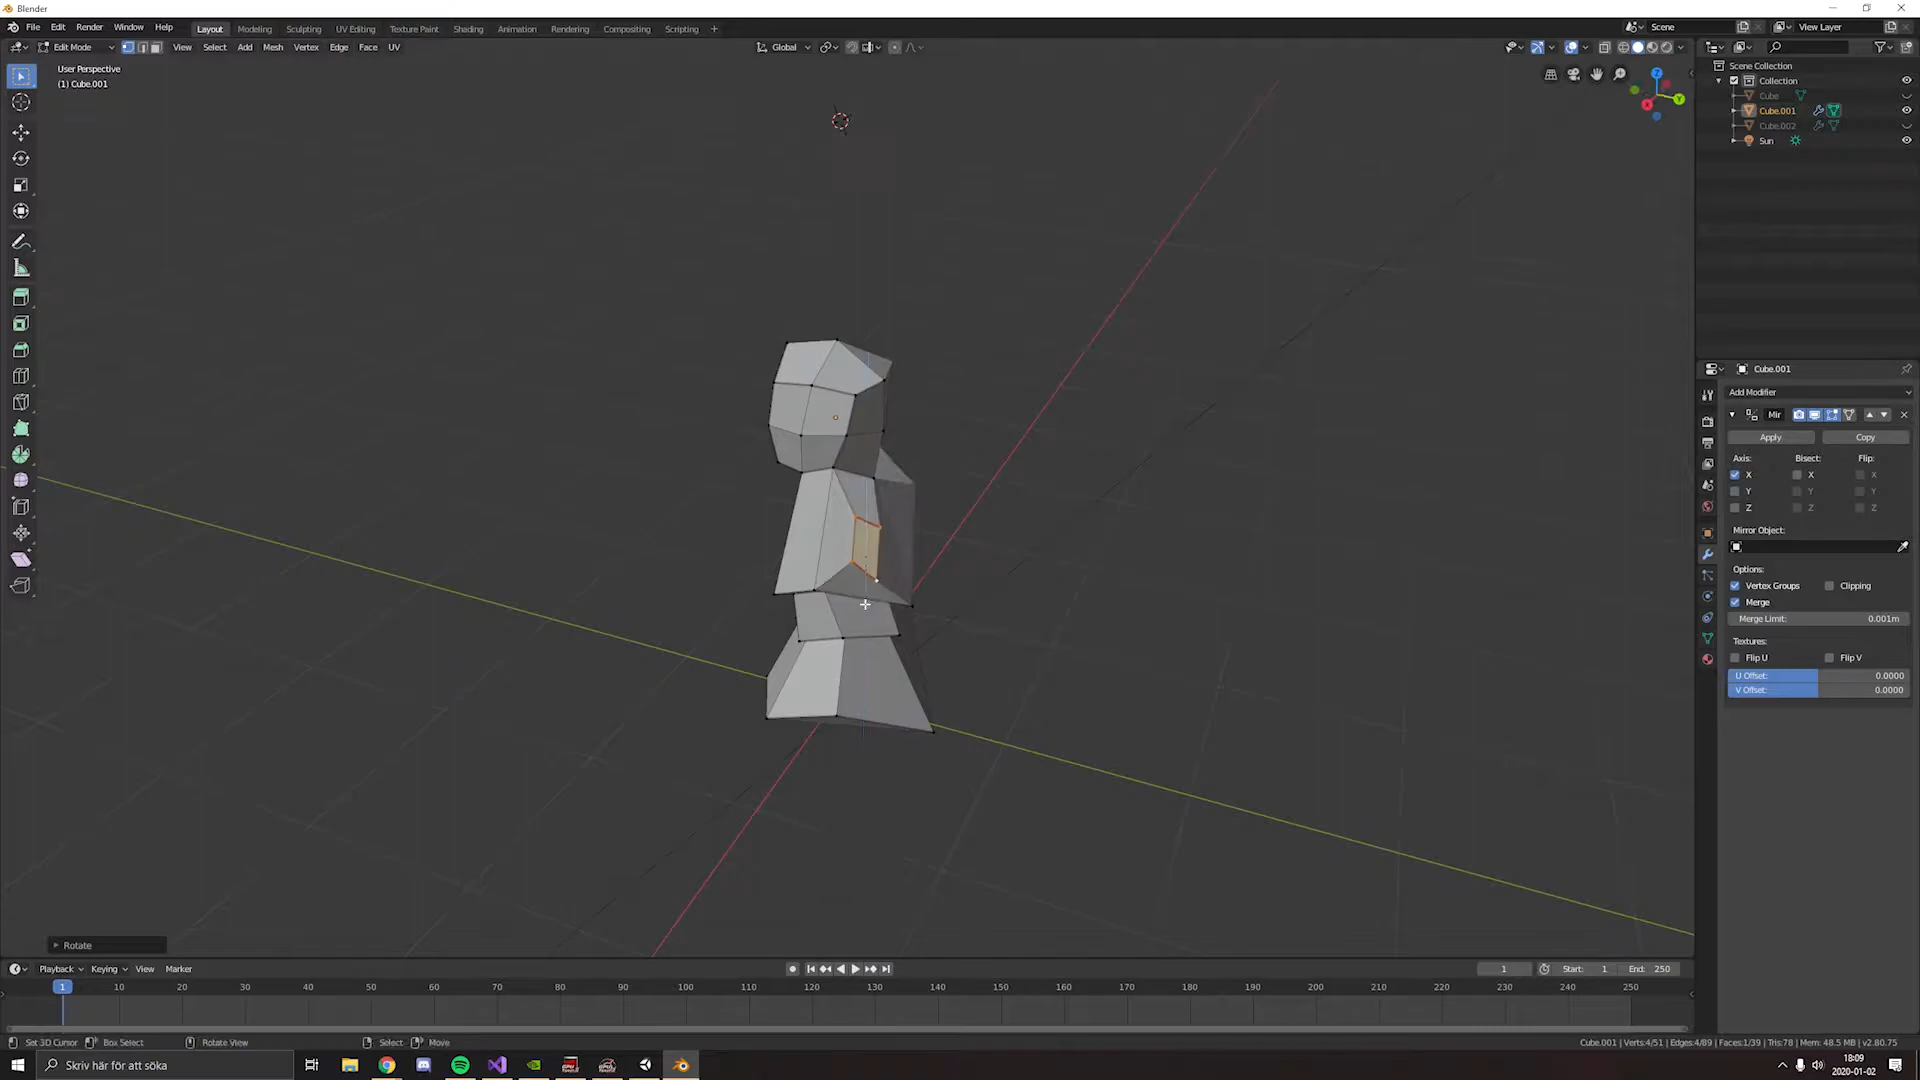 Blender
File Edit Render Window Help Layout Modeling Sculpting UV Editing Texture Paint Shading Animation Rendering Compositing Scripting + Scene View Layer
Edit Mode View Select Add Mesh Vertex Edge Face UV Global
User Perspective
(1) Cube.001
Scene Collection
Collection
Cube
Cube.001
Cube.002
Sun
Cube.001
Add Modifier
Mir
Apply Copy
Axis: Bisect: Flip:
X X X
Y Y Y
Z Z Z
Mirror Object:
Options:
Vertex Groups Clipping
Merge
Merge Limit: 0.001m
Textures:
Flip U Flip V
U Offset: 0.0000
V Offset: 0.0000
X Y Z
Rotate
Playback Keying View Marker 1 Start: 1 End: 250
1 10 20 30 40 50 60 70 80 90 100 110 120 130 140 150 160 170 180 190 200 210 220 230 240 250
Set 3D Cursor Box Select Rotate View Select Move Cube.001 | Verts:4/51 | Edges:4/89 | Faces:1/39 | Tris:78 | Mem: 48.5 MB | v2.80.75
Skriv här för att söka
18:09
2020-01-02